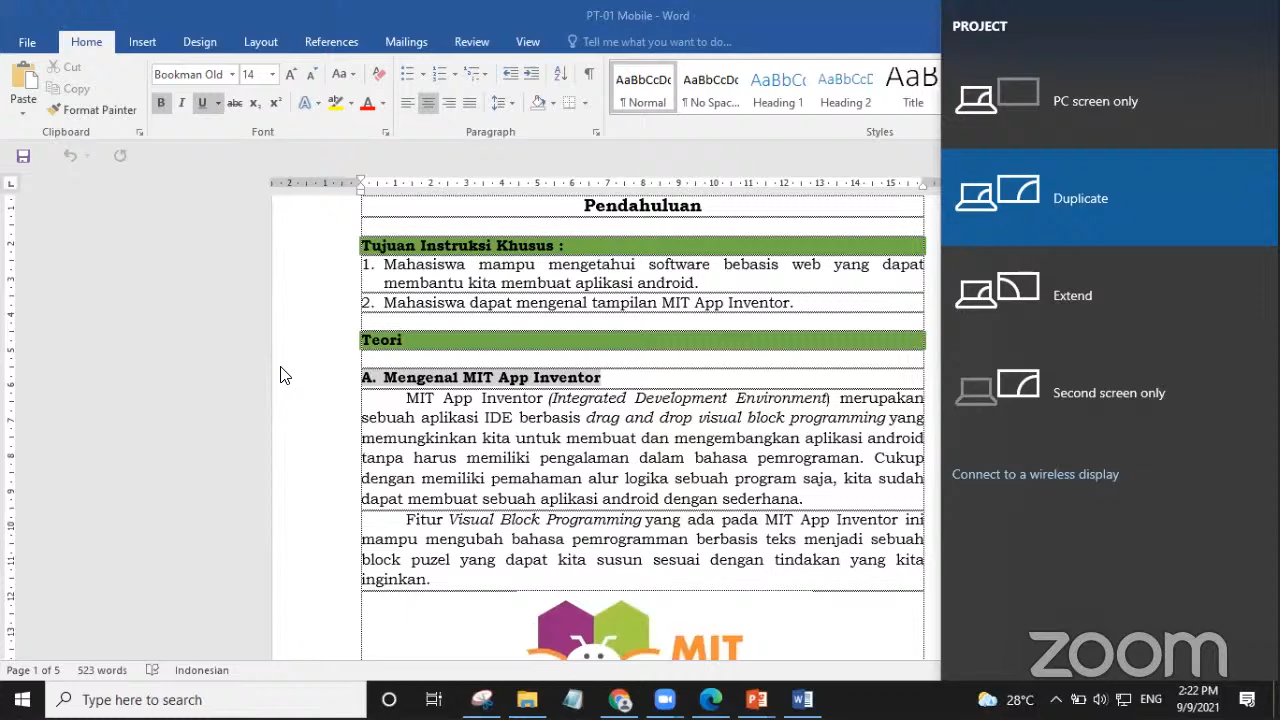 PT-01 Mobile - Word
File Home Insert Design Layout References Mailings Review View Tell me what you want to do...
Paste
Cut
Copy
Format Painter
Clipboard
Bookman Old 14
Font
Paragraph
AaBbCcDc AaBbCcDc AaBbCc AaBbCcD AaB
¶ Normal ¶ No Spac... Heading 1 Heading 2 Title
Styles
Pendahuluan
Tujuan Instruksi Khusus :
1. Mahasiswa mampu mengetahui software bebasis web yang dapat
membantu kita membuat aplikasi android.
2. Mahasiswa dapat mengenal tampilan MIT App Inventor.
Teori
A. Mengenal MIT App Inventor
MIT App Inventor (Integrated Development Environment) merupakan
sebuah aplikasi IDE berbasis drag and drop visual block programming yang
memungkinkan kita untuk membuat dan mengembangkan aplikasi android
tanpa harus memiliki pengalaman dalam bahasa pemrograman. Cukup
dengan memiliki pemahaman alur logika sebuah program saja, kita sudah
dapat membuat sebuah aplikasi android dengan sederhana.
Fitur Visual Block Programming yang ada pada MIT App Inventor ini
mampu mengubah bahasa pemrogramman berbasis teks menjadi sebuah
block puzel yang dapat kita susun sesuai dengan tindakan yang kita
inginkan.
MIT
PROJECT
PC screen only
Duplicate
Extend
Second screen only
Connect to a wireless display
zoom
Page 1 of 5 523 words Indonesian
Type here to search
28°C
ENG
2:22 PM
9/9/2021